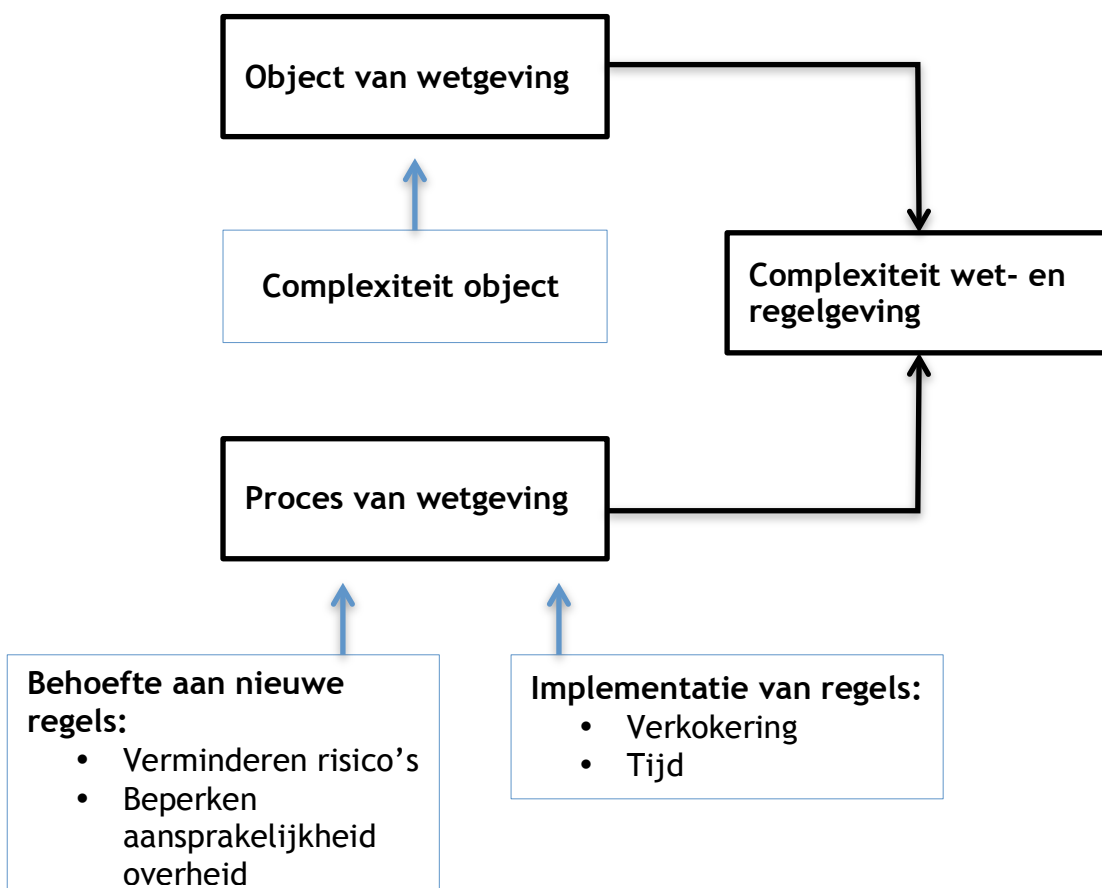 Object van wetgeving
Complexiteit object
Complexiteit wet- en
regelgeving
Proces van wetgeving
Behoefte aan nieuwe
regels:
• Verminderen risico’s
• Beperken
aansprakelijkheid
overheid
Implementatie van regels:
• Verkokering
• Tijd